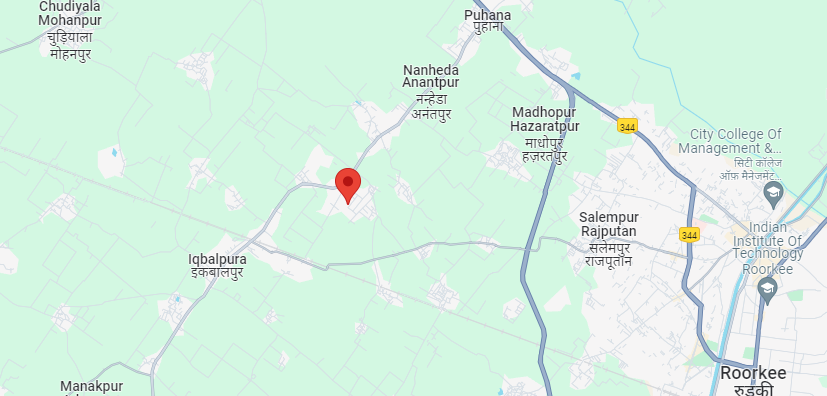 Chudiyala
Mohanpur
चुड़ियाला
मोहनपुर
Puhana
पुहाना
Nanheda
Anantpur
नन्हेडा
अनंतपुर
Madhopur
Hazaratpur
माधोपुर
हज़रतपुर
344
City College Of
Management &...
सिटी कॉलेज
ऑफ़ मैनेजमेंट...
Salempur
Rajputan
सलेमपुर
राजपूतान
344
Indian
Institute Of
Technology
Roorkee
Iqbalpura
इकबालपुर
Manakpur
Roorkee
रुड़की